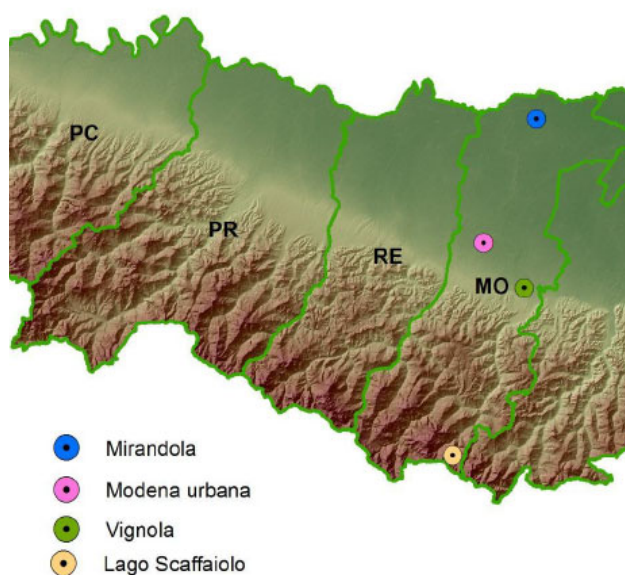 PC
PR
RE
MO
Mirandola
Modena urbana
Vignola
Lago Scaffaiolo